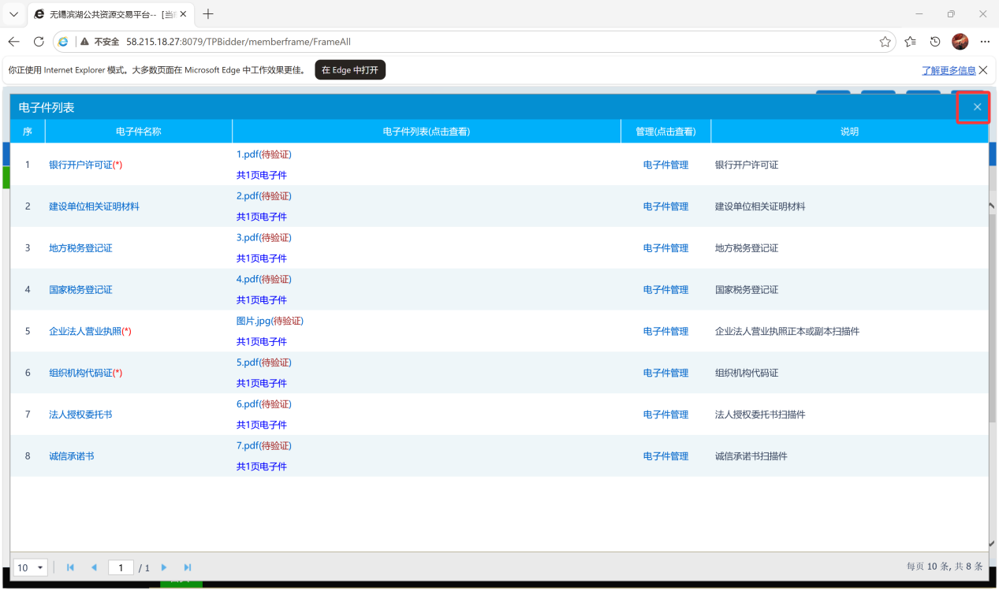 无锡滨湖公共资源交易平台-- [当
不安全 58.215.18.27:8079/TPBidder/memberframe/FrameAll
你正使用 Internet Explorer 模式。大多数页面在 Microsoft Edge 中工作效果更佳。 在 Edge 中打开 了解更多信息
电子件列表
序 电子件名称 电子件列表(点击查看) 管理(点击查看) 说明
1 银行开户许可证(*) 1.pdf(待验证) 电子件管理 银行开户许可证
共1页电子件
2 建设单位相关证明材料 2.pdf(待验证) 电子件管理 建设单位相关证明材料
共1页电子件
3 地方税务登记证 3.pdf(待验证) 电子件管理 地方税务登记证
共1页电子件
4 国家税务登记证 4.pdf(待验证) 电子件管理 国家税务登记证
共1页电子件
5 企业法人营业执照(*) 图片.jpg(待验证) 电子件管理 企业法人营业执照正本或副本扫描件
共1页电子件
6 组织机构代码证(*) 5.pdf(待验证) 电子件管理 组织机构代码证
共1页电子件
7 法人授权委托书 6.pdf(待验证) 电子件管理 法人授权委托书扫描件
共1页电子件
8 诚信承诺书 7.pdf(待验证) 电子件管理 诚信承诺书扫描件
共1页电子件
10 1 / 1 每页 10 条, 共 8 条